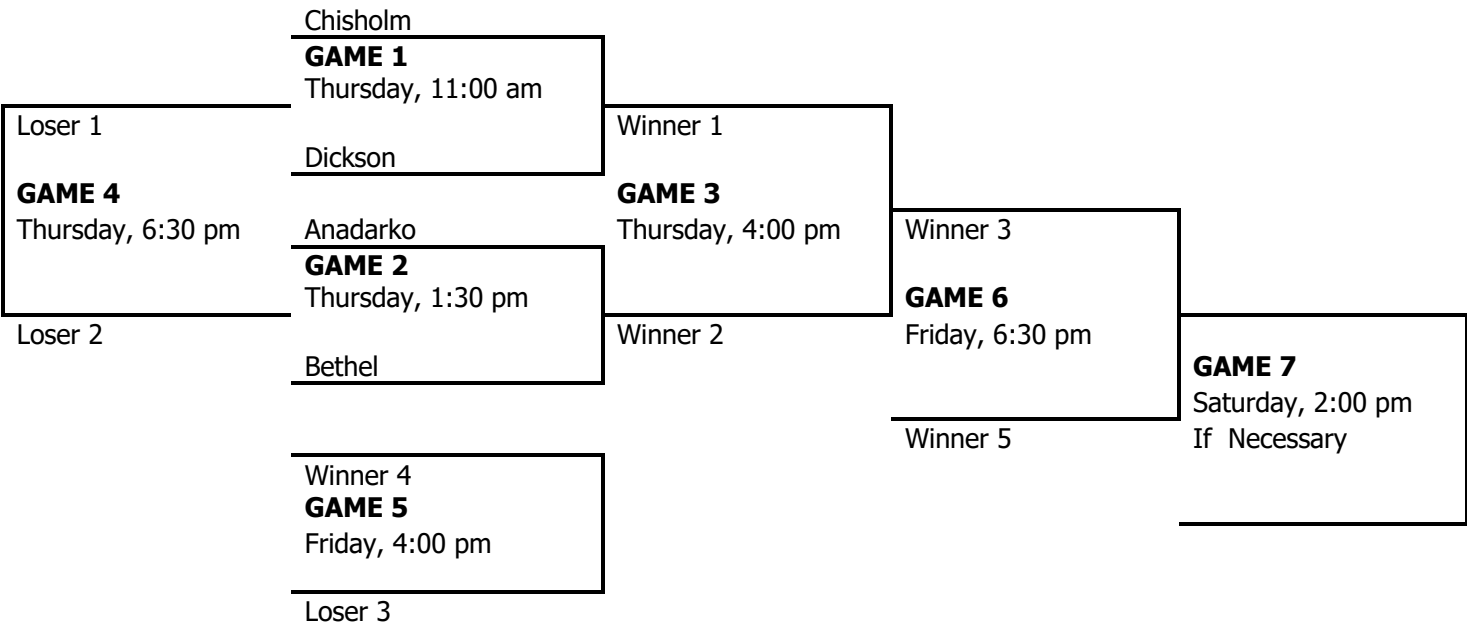 Chisholm
GAME 1
Thursday, 11:00 am
Loser 1
Winner 1
Dickson
GAME 4
GAME 3
Thursday, 6:30 pm
Anadarko
Thursday, 4:00 pm
Winner 3
GAME 2
Thursday, 1:30 pm
GAME 6
Loser 2
Winner 2
Friday, 6:30 pm
Bethel
GAME 7
Saturday, 2:00 pm
Winner 5
If Necessary
Winner 4
GAME 5
Friday, 4:00 pm
Loser 3